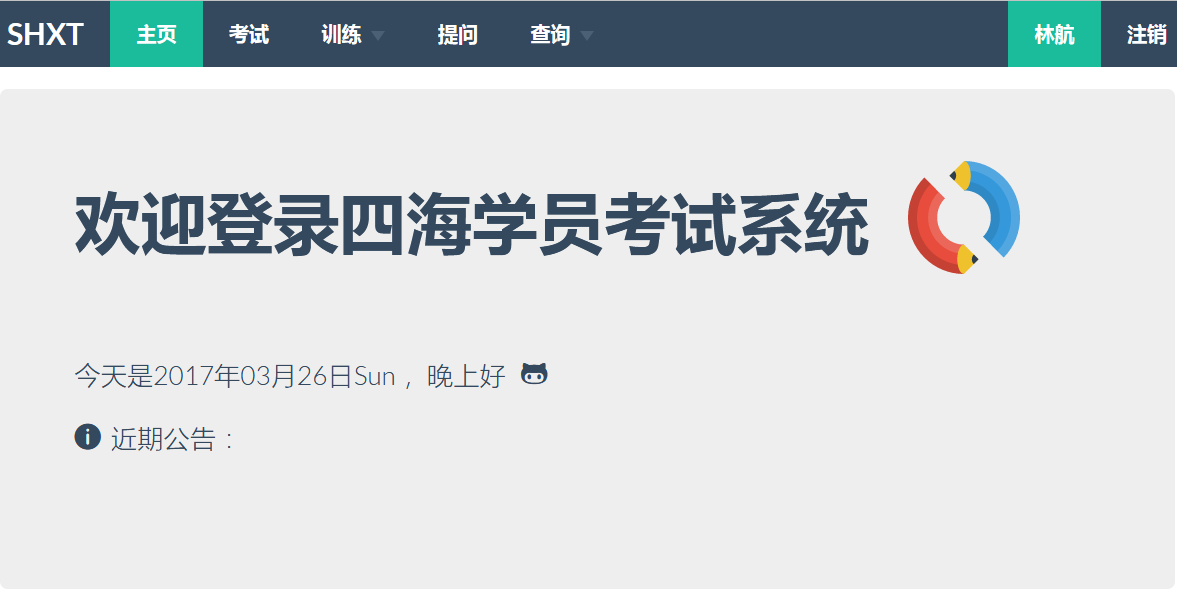 SHXT 主页 考试 训练 提问 查询 林航 注销
欢迎登录四海学员考试系统
今天是2017年03月26日Sun，晚上好
近期公告：